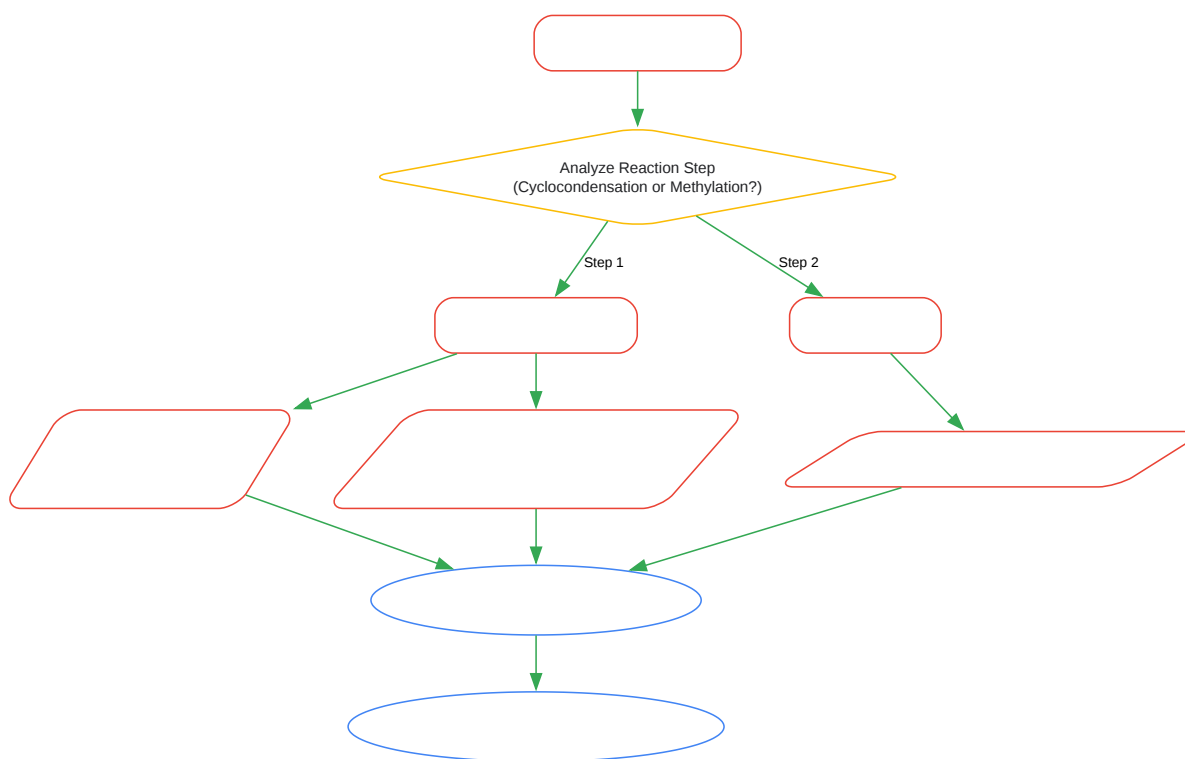 Analyze Reaction Step
(Cyclocondensation or Methylation?)
Step 1
Step 2